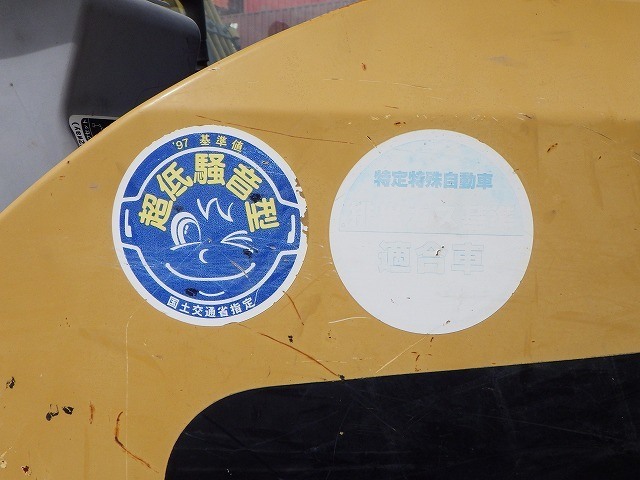 '97 基準値
超低騒音型
国土交通省指定
特定特殊自動車
適合車